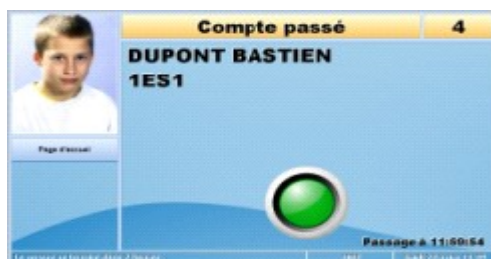 Compte passé 4
DUPONT BASTIEN
1ES1
Page d'accueil
Passage à 11:59:54